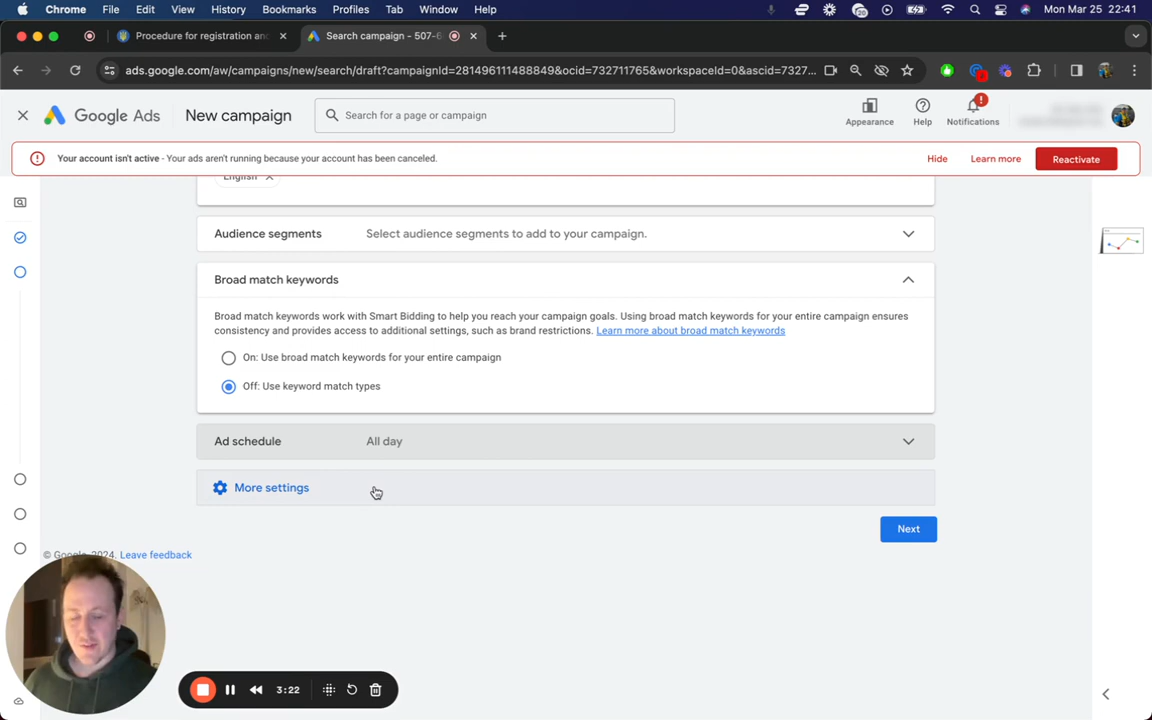 Chrome File Edit View History Bookmarks Profiles Tab Window Help 20 Mon Mar 25 22:41
Procedure for registration and Search campaign - 507-6
ads.google.com/aw/campaigns/new/search/draft?campaignId=281496111488849&ocid=732711765&workspaceId=0&ascid=7327...
Google Ads New campaign Search for a page or campaign Appearance Help Notifications
Your account isn't active - Your ads aren't running because your account has been canceled. Hide Learn more Reactivate
English
Audience segments Select audience segments to add to your campaign.
Broad match keywords
Broad match keywords work with Smart Bidding to help you reach your campaign goals. Using broad match keywords for your entire campaign ensures
consistency and provides access to additional settings, such as brand restrictions. Learn more about broad match keywords
On: Use broad match keywords for your entire campaign
Off: Use keyword match types
Ad schedule All day
More settings
Next
© Google, 2024. Leave feedback
3:22